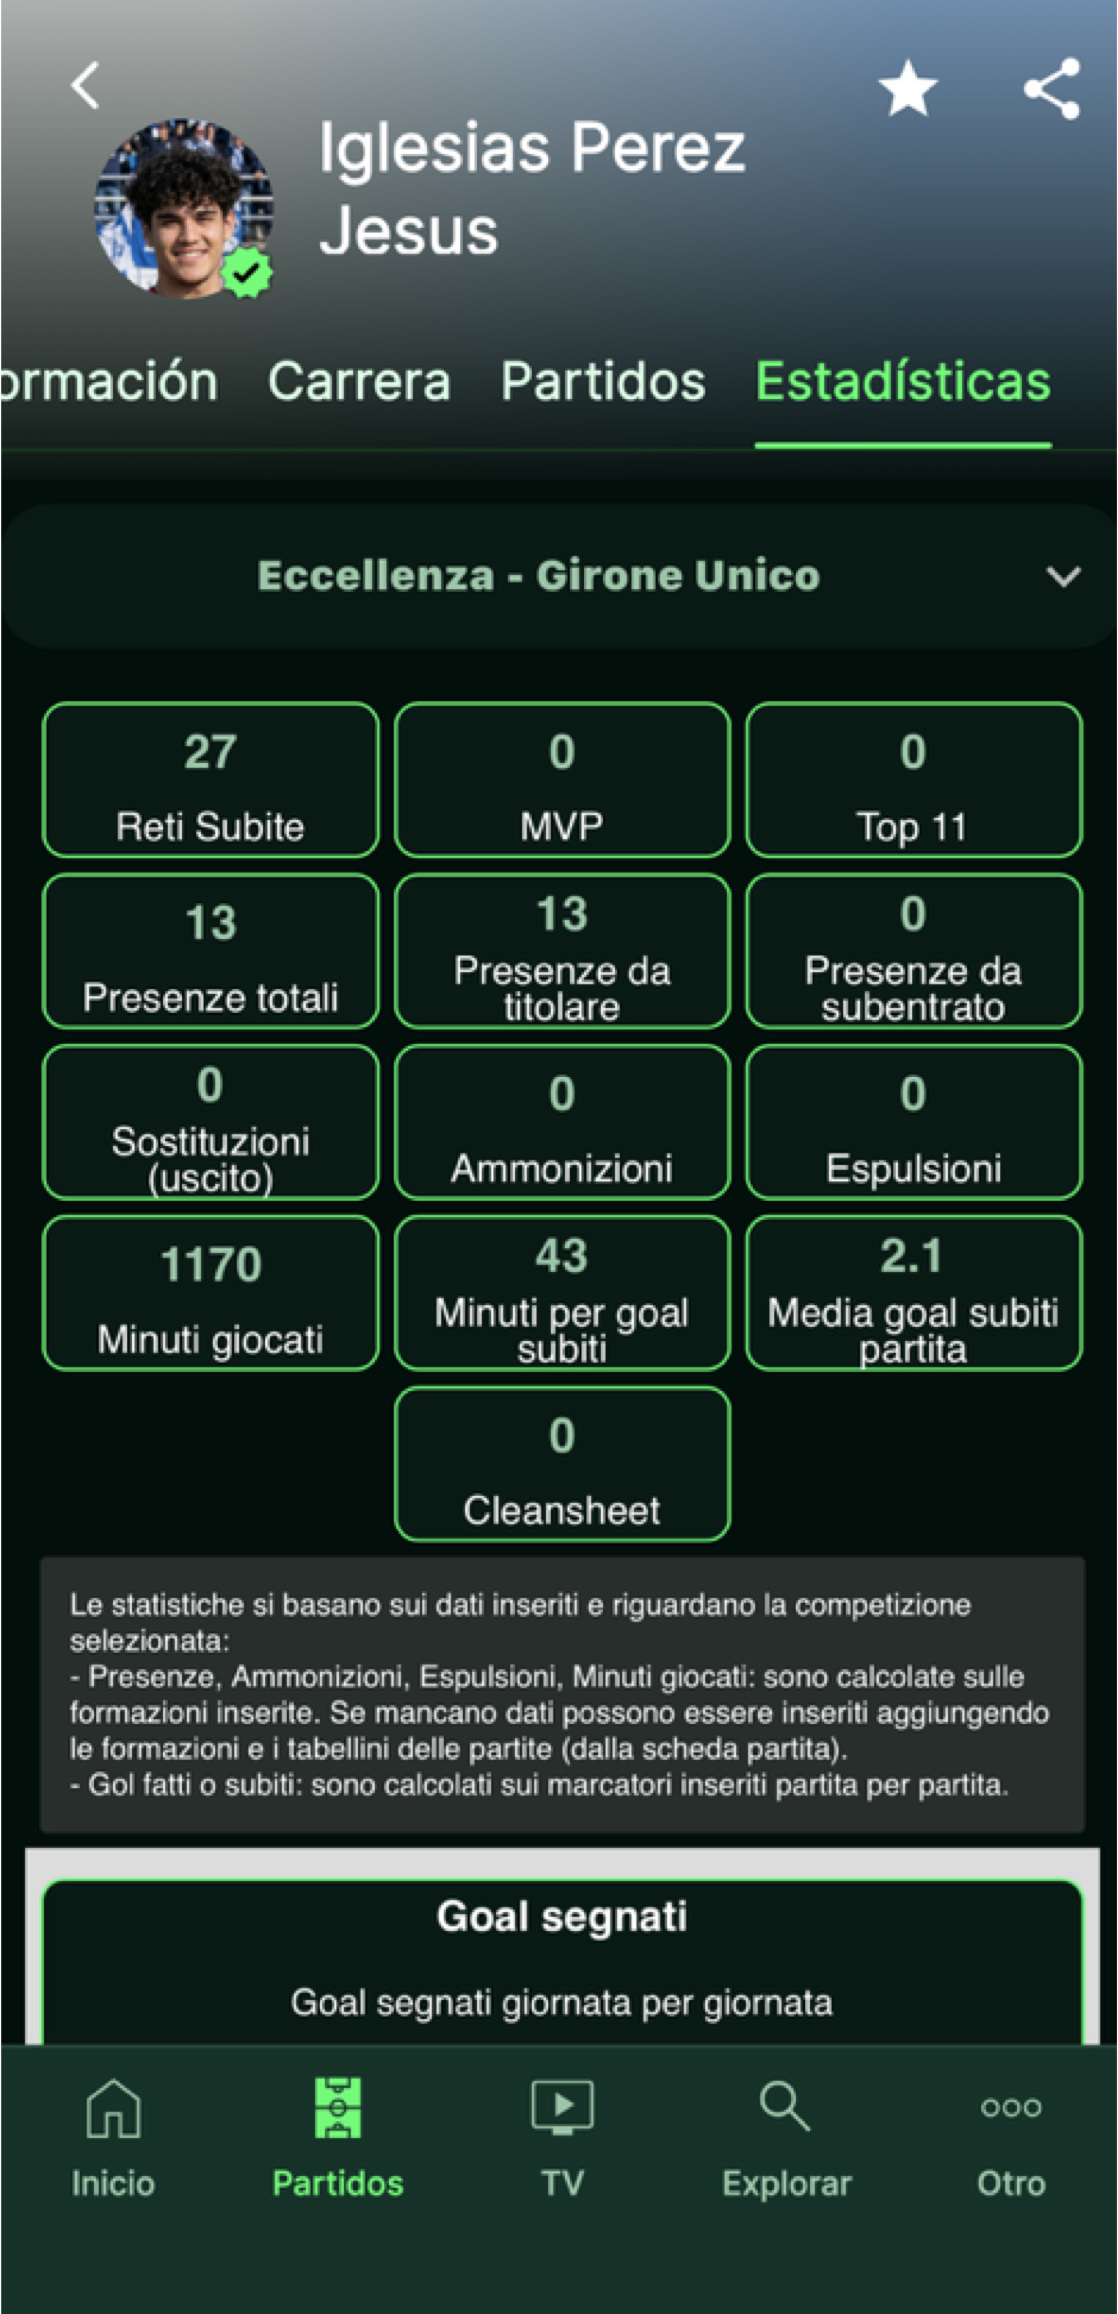 Iglesias Perez
Jesus
ormación Carrera Partidos Estadísticas
Eccellenza - Girone Unico
27
Reti Subite
0
MVP
0
Top 11
13
Presenze totali
13
Presenze da
titolare
0
Presenze da
subentrato
0
Sostituzioni
(uscito)
0
Ammonizioni
0
Espulsioni
1170
Minuti giocati
43
Minuti per goal
subiti
2.1
Media goal subiti
partita
0
Cleansheet
Le statistiche si basano sui dati inseriti e riguardano la competizione
selezionata:
- Presenze, Ammonizioni, Espulsioni, Minuti giocati: sono calcolate sulle
formazioni inserite. Se mancano dati possono essere inseriti aggiungendo
le formazioni e i tabellini delle partite (dalla scheda partita).
- Gol fatti o subiti: sono calcolati sui marcatori inseriti partita per partita.
Goal segnati
Goal segnati giornata per giornata
Inicio Partidos TV Explorar Otro